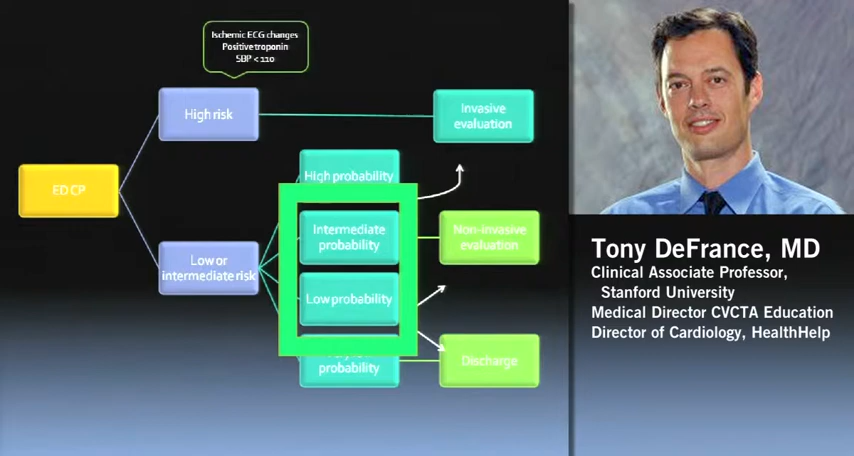 Ischemic ECG changes
Positive troponin
SBP < 110
High risk
Invasive
evaluation
ED CP
High probability
Intermediate
probability
Non-invasive
evaluation
Low or
intermediate risk
Low probability
probability
Discharge
Tony DeFrance, MD
Clinical Associate Professor,
Stanford University
Medical Director CVCTA Education
Director of Cardiology, HealthHelp